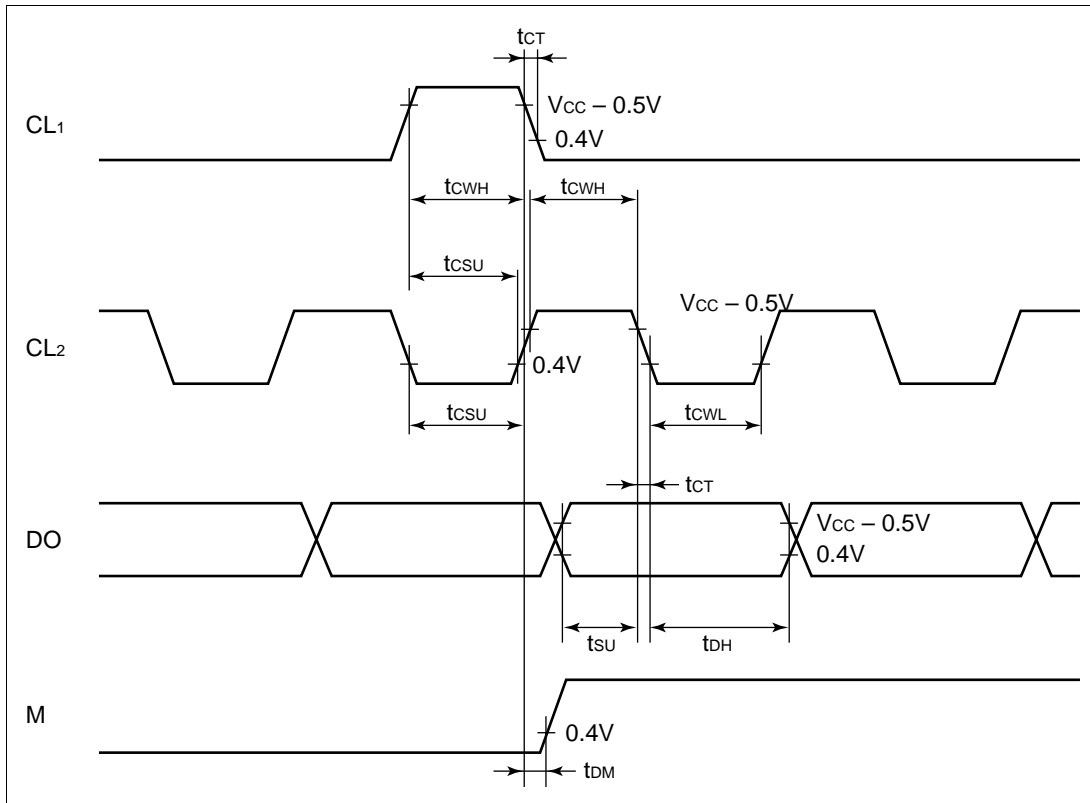 tCT
VCC – 0.5V
CL1
0.4V
tCWH
tCWH
tCSU
VCC – 0.5V
CL2
0.4V
tCSU
tCWL
tCT
VCC – 0.5V
DO
0.4V
tSU
tDH
M
0.4V
tDM